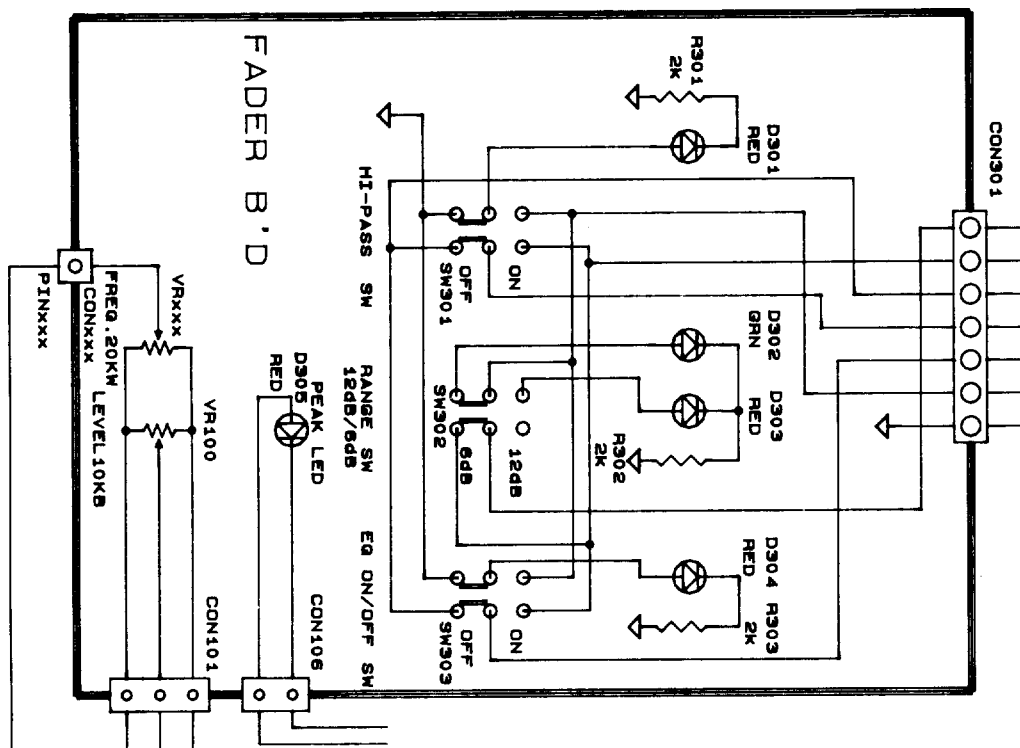 FADER B'D
R301
2K
D301
RED
CON301
HI-PASS SW
SW301
OFF
ON
D302
GRN
D303
RED
R302
2K
RANGE SW
12dB/6dB
SW302
6dB
12dB
EQ ON/OFF SW
SW303
OFF
ON
D304
RED
R303
2K
PEAK LED
D305
RED
CON106
VRxxx
FREQ.20KW
CONxxx
PINxxx
VR100
LEVEL10KB
CON101